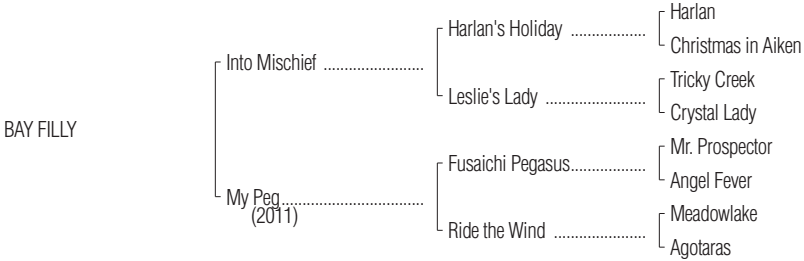 Harlan
Harlan's Holiday ..................
Christmas in Aiken
Into Mischief ........................
Tricky Creek
Leslie's Lady ........................
Crystal Lady
BAY FILLY
Mr. Prospector
Fusaichi Pegasus..................
Angel Fever
My Peg..................................
(2011)
Meadowlake
Ride the Wind ......................
Agotaras